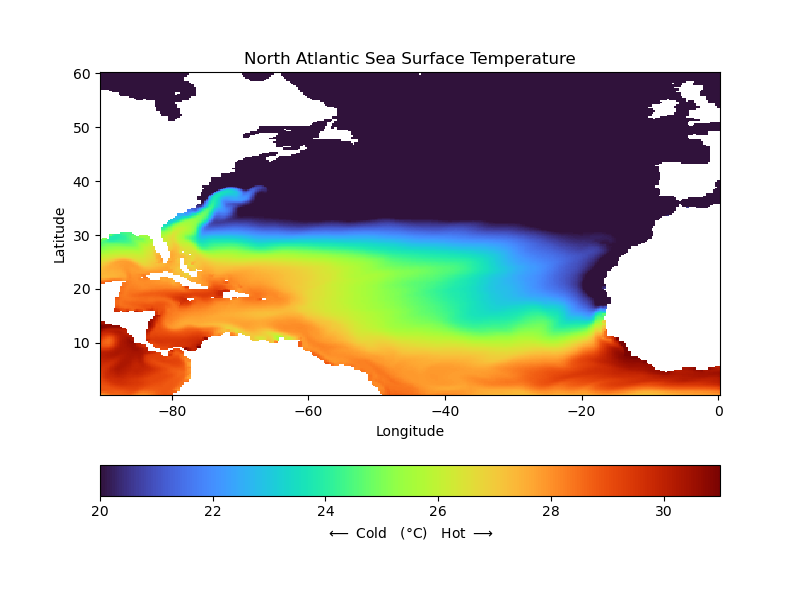 North Atlantic Sea Surface Temperature
60
50
40
30
20
10
Latitude
−80 −60 −40 −20 0
Longitude
20 22 24 26 28 30
⟵ Cold (°C) Hot ⟶